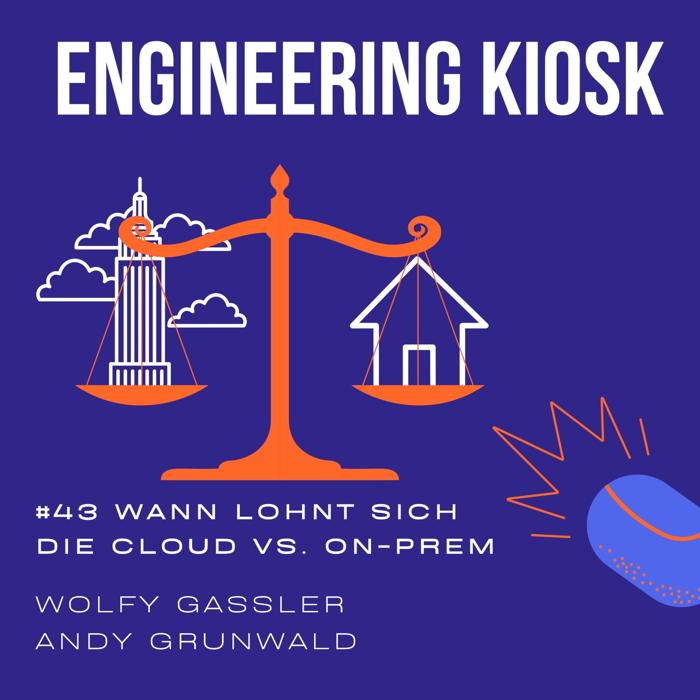 ENGINEERING KIOSK
#43 WANN LOHNT SICH
DIE CLOUD VS. ON-PREM
WOLFY GASSLER
ANDY GRUNWALD